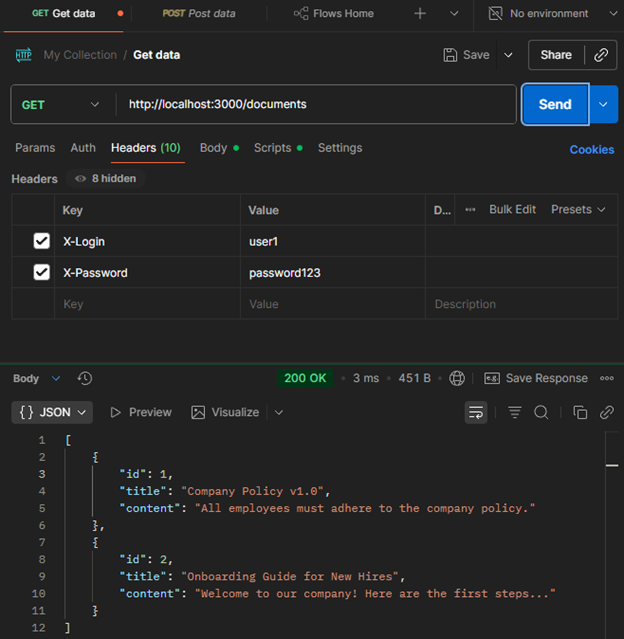 GET Get data POST Post data Flows Home No environment
HTTP My Collection / Get data Save Share
GET http://localhost:3000/documents Send
Params Auth Headers (10) Body Scripts Settings Cookies
Headers 8 hidden
Key Value D... Bulk Edit Presets
X-Login user1
X-Password password123
Key Value Description
Body 200 OK 3 ms 451 B e.g. Save Response
{} JSON Preview Visualize
1 [
2 {
3 "id": 1,
4 "title": "Company Policy v1.0",
5 "content": "All employees must adhere to the company policy."
6 },
7 {
8 "id": 2,
9 "title": "Onboarding Guide for New Hires",
10 "content": "Welcome to our company! Here are the first steps..."
11 }
12 ]